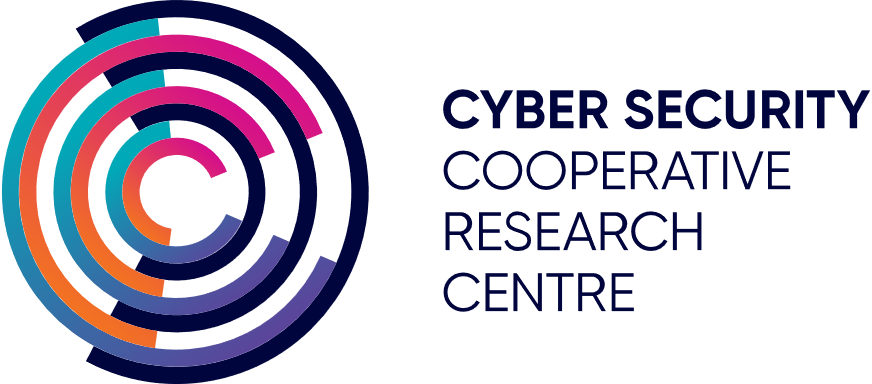 CYBER SECURITY
COOPERATIVE
RESEARCH
CENTRE